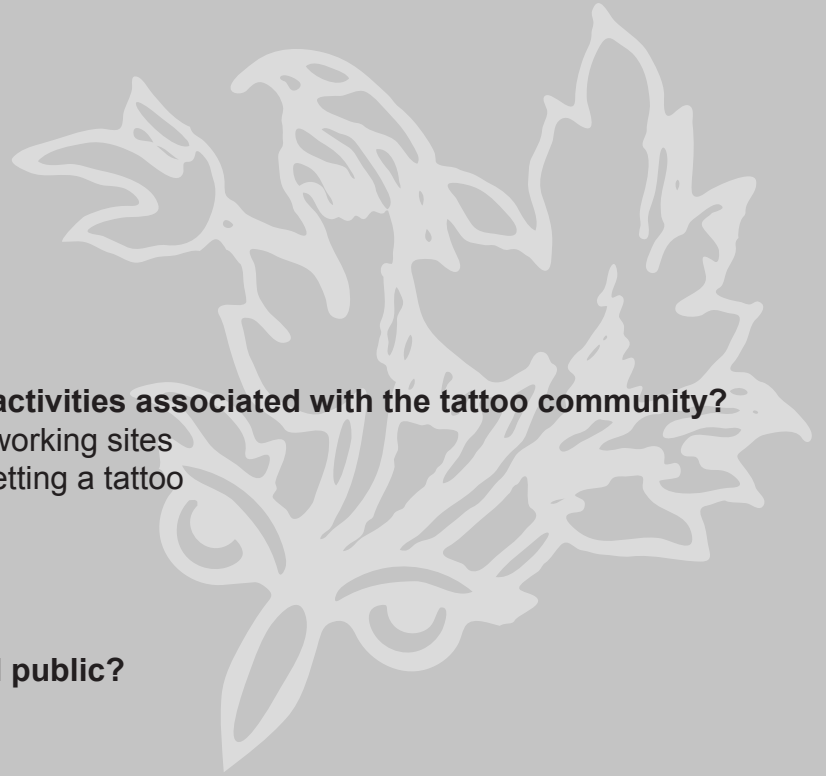 activities associated with the tattoo community?
working sites
etting a tattoo
public?